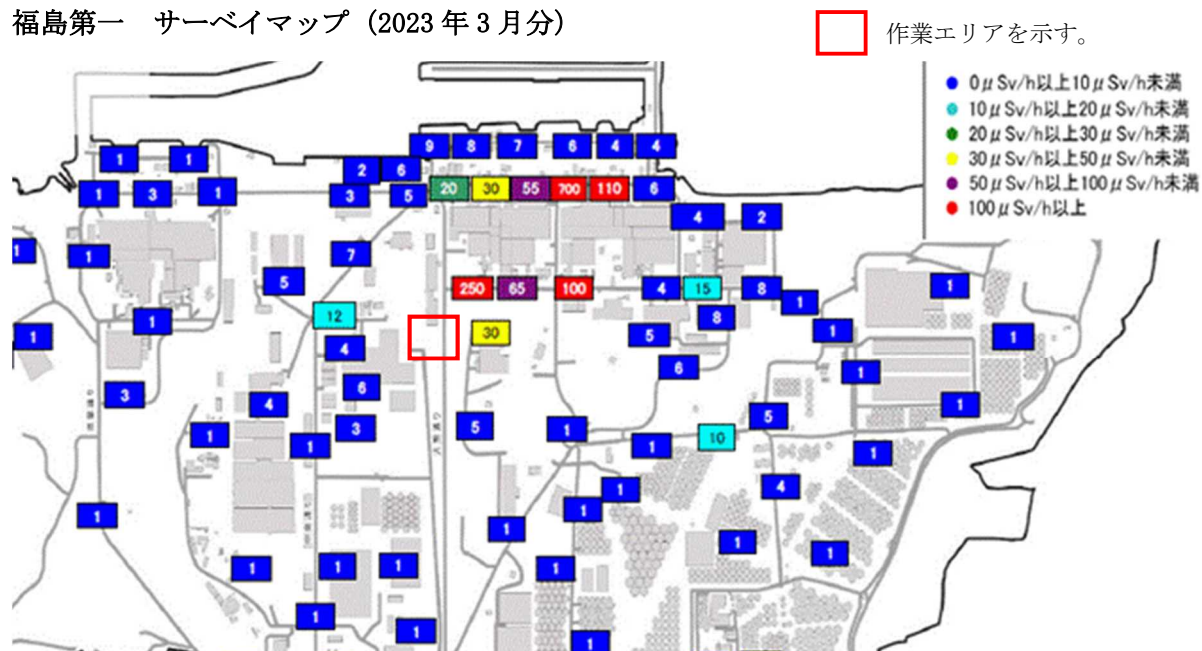 福島第一　サーベイマップ（2023 年 3 月分）
作業エリアを示す。
0μSv/h以上10μSv/h未満
10μSv/h以上20μSv/h未満
20μSv/h以上30μSv/h未満
30μSv/h以上50μSv/h未満
50μSv/h以上100μSv/h未満
100μSv/h以上
9 8 7 6 4 4
1 1 2 6
1 3 1 3 5 20 30 55 700 110 6
4 2
1 1 7
5 250 65 100 4 15 8 1
1 12 8
1 1 4 30 5 1 1
6 1
3 6
4 5 1
1 1 3 5 1 1 10 1
1 4
1 1 1
1 1
1 1 1 1
1 1 1
大熊通り